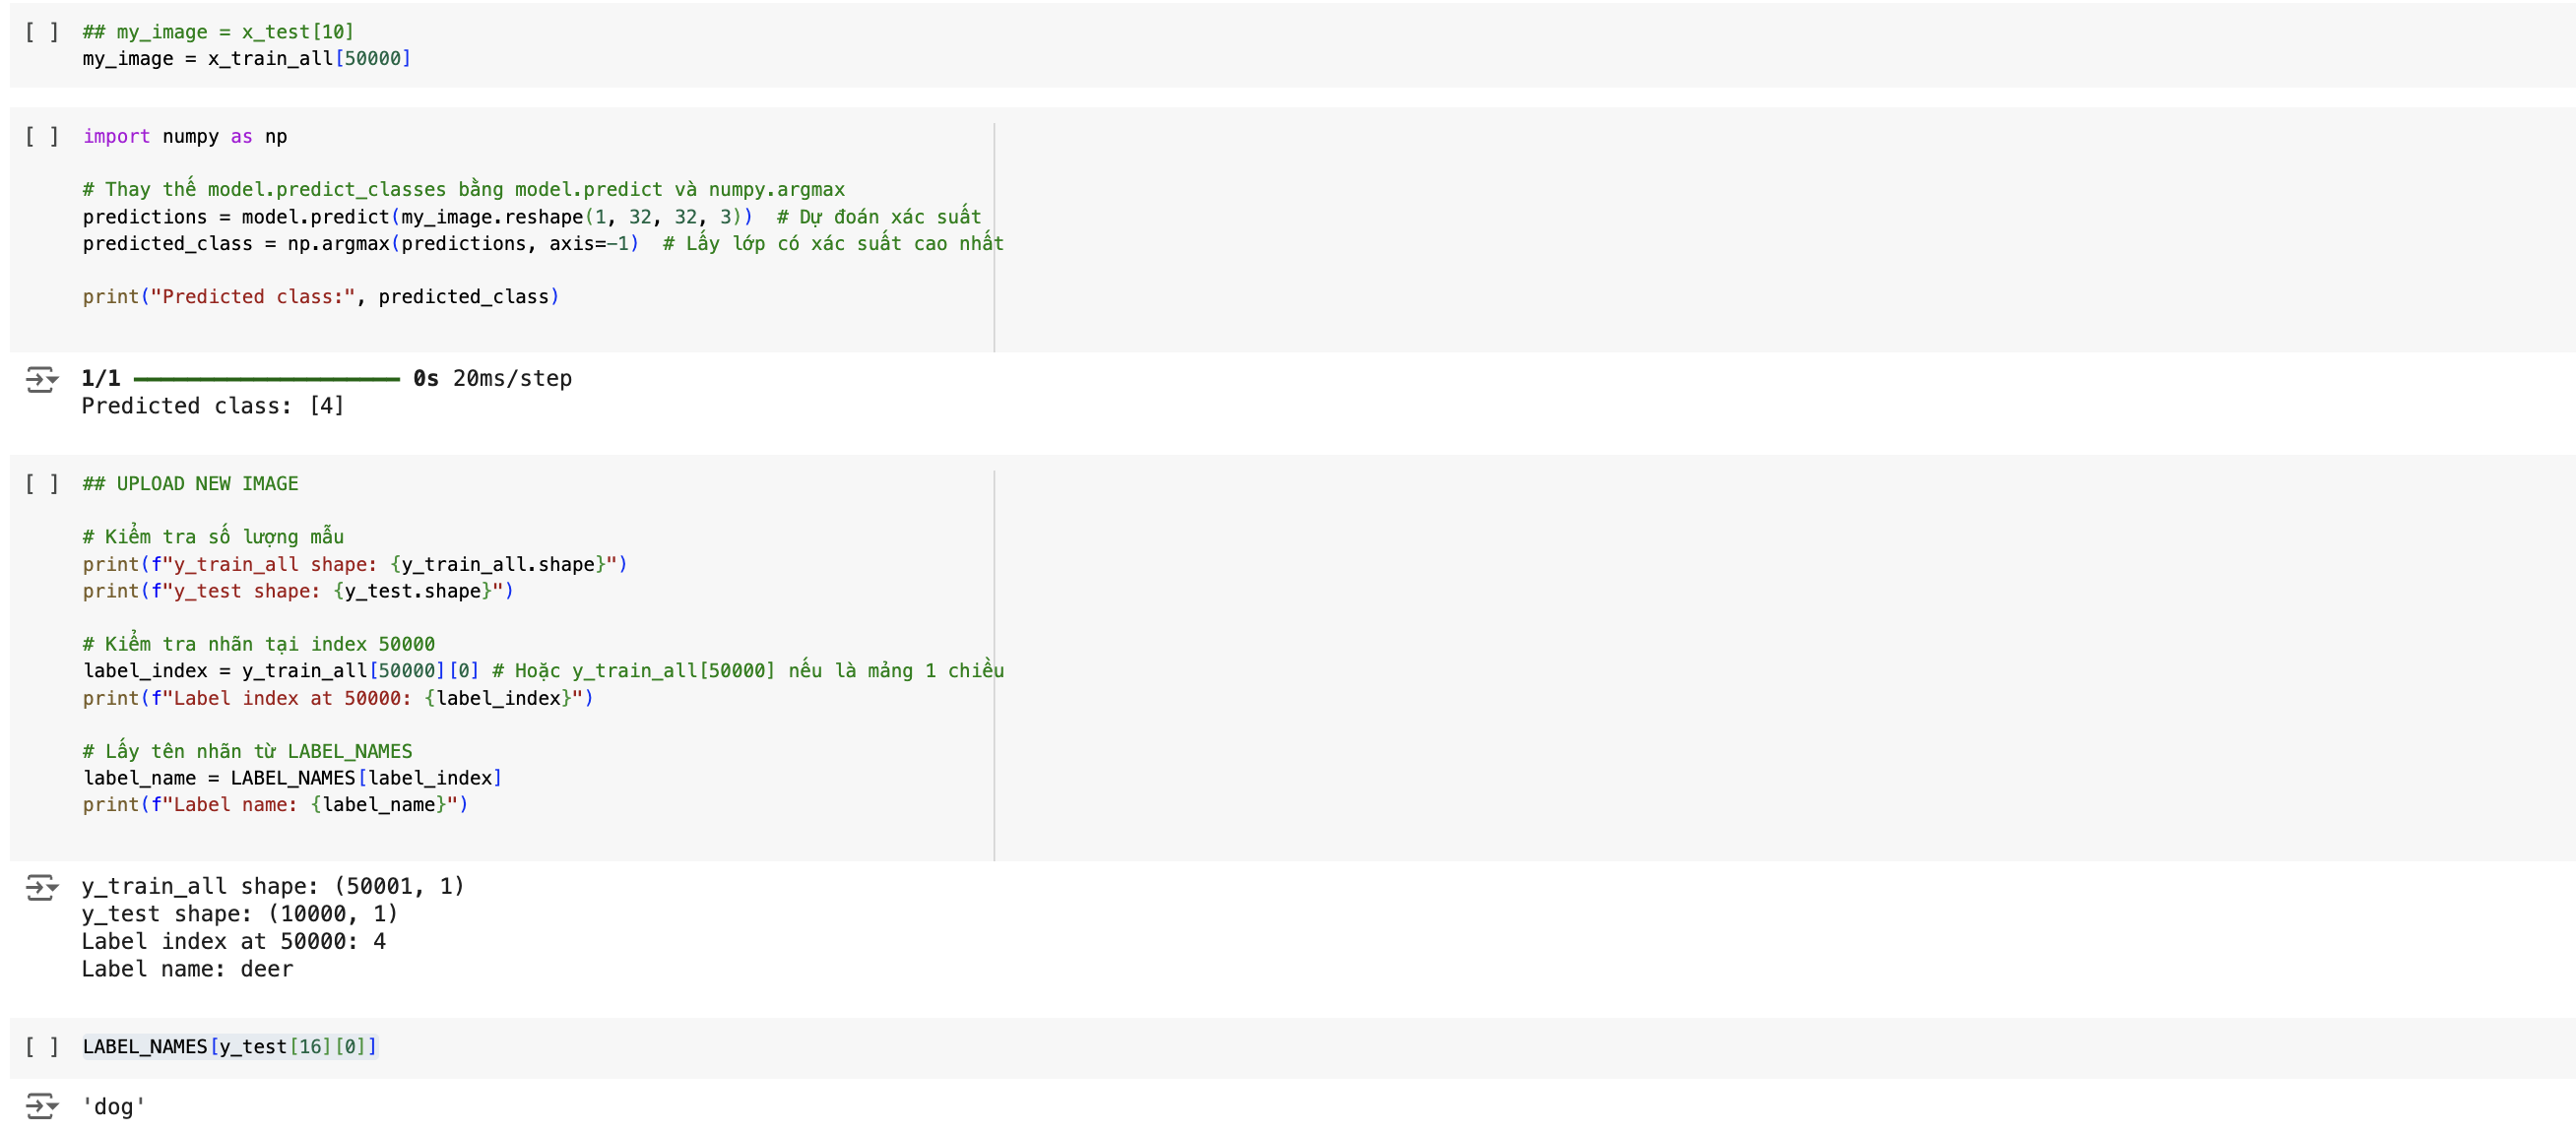 [ ] ## my_image = x_test[10]
my_image = x_train_all[50000]
[ ] import numpy as np
# Thay thế model.predict_classes bằng model.predict và numpy.argmax
predictions = model.predict(my_image.reshape(1, 32, 32, 3))  # Dự đoán xác suất
predicted_class = np.argmax(predictions, axis=-1)  # Lấy lớp có xác suất cao nhất
print("Predicted class:", predicted_class)
1/1 ━━━━━━━━━━━━━━━━━━━━ 0s 20ms/step
Predicted class: [4]
[ ] ## UPLOAD NEW IMAGE
# Kiểm tra số lượng mẫu
print(f"y_train_all shape: {y_train_all.shape}")
print(f"y_test shape: {y_test.shape}")
# Kiểm tra nhãn tại index 50000
label_index = y_train_all[50000][0] # Hoặc y_train_all[50000] nếu là mảng 1 chiều
print(f"Label index at 50000: {label_index}")
# Lấy tên nhãn từ LABEL_NAMES
label_name = LABEL_NAMES[label_index]
print(f"Label name: {label_name}")
y_train_all shape: (50001, 1)
y_test shape: (10000, 1)
Label index at 50000: 4
Label name: deer
[ ] LABEL_NAMES[y_test[16][0]]
'dog'